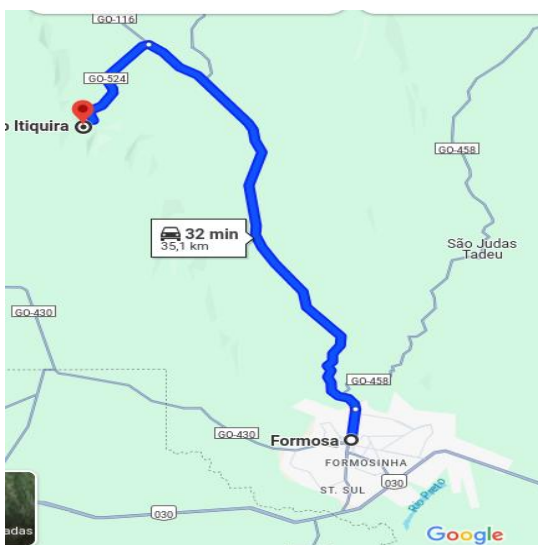 GO-116
GO-524
o Itiquira
GO-458
32 min
35,1 km
São Judas
Tadeu
GO-430
GO-458
GO-430
Formosa
FORMOSINHA
ST. SUL
030
Rio Preto
030
adas
Google